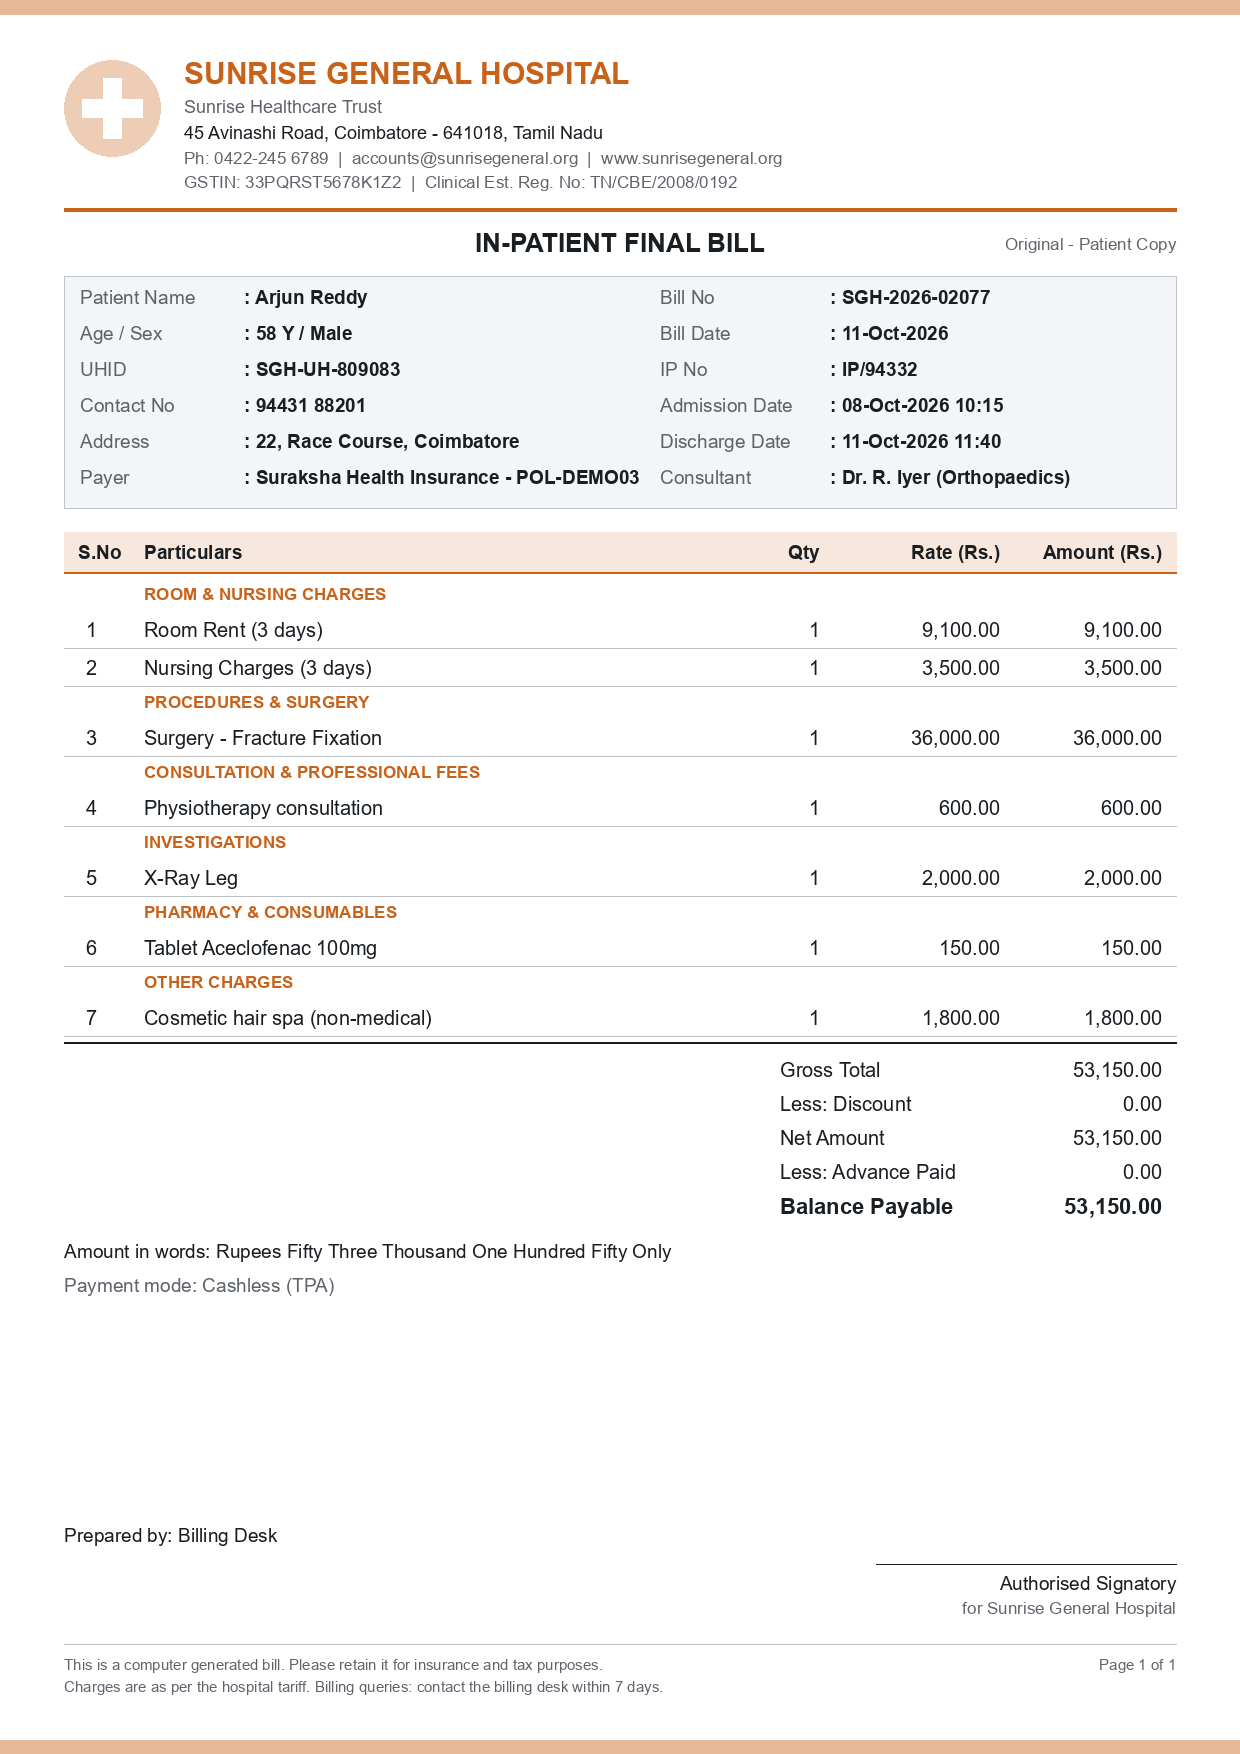 SUNRISE GENERAL HOSPITAL
Sunrise Healthcare Trust
45 Avinashi Road, Coimbatore - 641018, Tamil Nadu
Ph: 0422-245 6789 | accounts@sunrisegeneral.org | www.sunrisegeneral.org
GSTIN: 33PQRST5678K1Z2 | Clinical Est. Reg. No: TN/CBE/2008/0192
IN-PATIENT FINAL BILL Original - Patient Copy
Patient Name : Arjun Reddy Bill No : SGH-2026-02077
Age / Sex : 58 Y / Male Bill Date : 11-Oct-2026
UHID : SGH-UH-809083 IP No : IP/94332
Contact No : 94431 88201 Admission Date : 08-Oct-2026 10:15
Address : 22, Race Course, Coimbatore Discharge Date : 11-Oct-2026 11:40
Payer : Suraksha Health Insurance - POL-DEMO03 Consultant : Dr. R. Iyer (Orthopaedics)
S.No Particulars Qty Rate (Rs.) Amount (Rs.)
ROOM & NURSING CHARGES
1 Room Rent (3 days) 1 9,100.00 9,100.00
2 Nursing Charges (3 days) 1 3,500.00 3,500.00
PROCEDURES & SURGERY
3 Surgery - Fracture Fixation 1 36,000.00 36,000.00
CONSULTATION & PROFESSIONAL FEES
4 Physiotherapy consultation 1 600.00 600.00
INVESTIGATIONS
5 X-Ray Leg 1 2,000.00 2,000.00
PHARMACY & CONSUMABLES
6 Tablet Aceclofenac 100mg 1 150.00 150.00
OTHER CHARGES
7 Cosmetic hair spa (non-medical) 1 1,800.00 1,800.00
Gross Total 53,150.00
Less: Discount 0.00
Net Amount 53,150.00
Less: Advance Paid 0.00
Balance Payable 53,150.00
Amount in words: Rupees Fifty Three Thousand One Hundred Fifty Only
Payment mode: Cashless (TPA)
Prepared by: Billing Desk
Authorised Signatory
for Sunrise General Hospital
This is a computer generated bill. Please retain it for insurance and tax purposes. Page 1 of 1
Charges are as per the hospital tariff. Billing queries: contact the billing desk within 7 days.